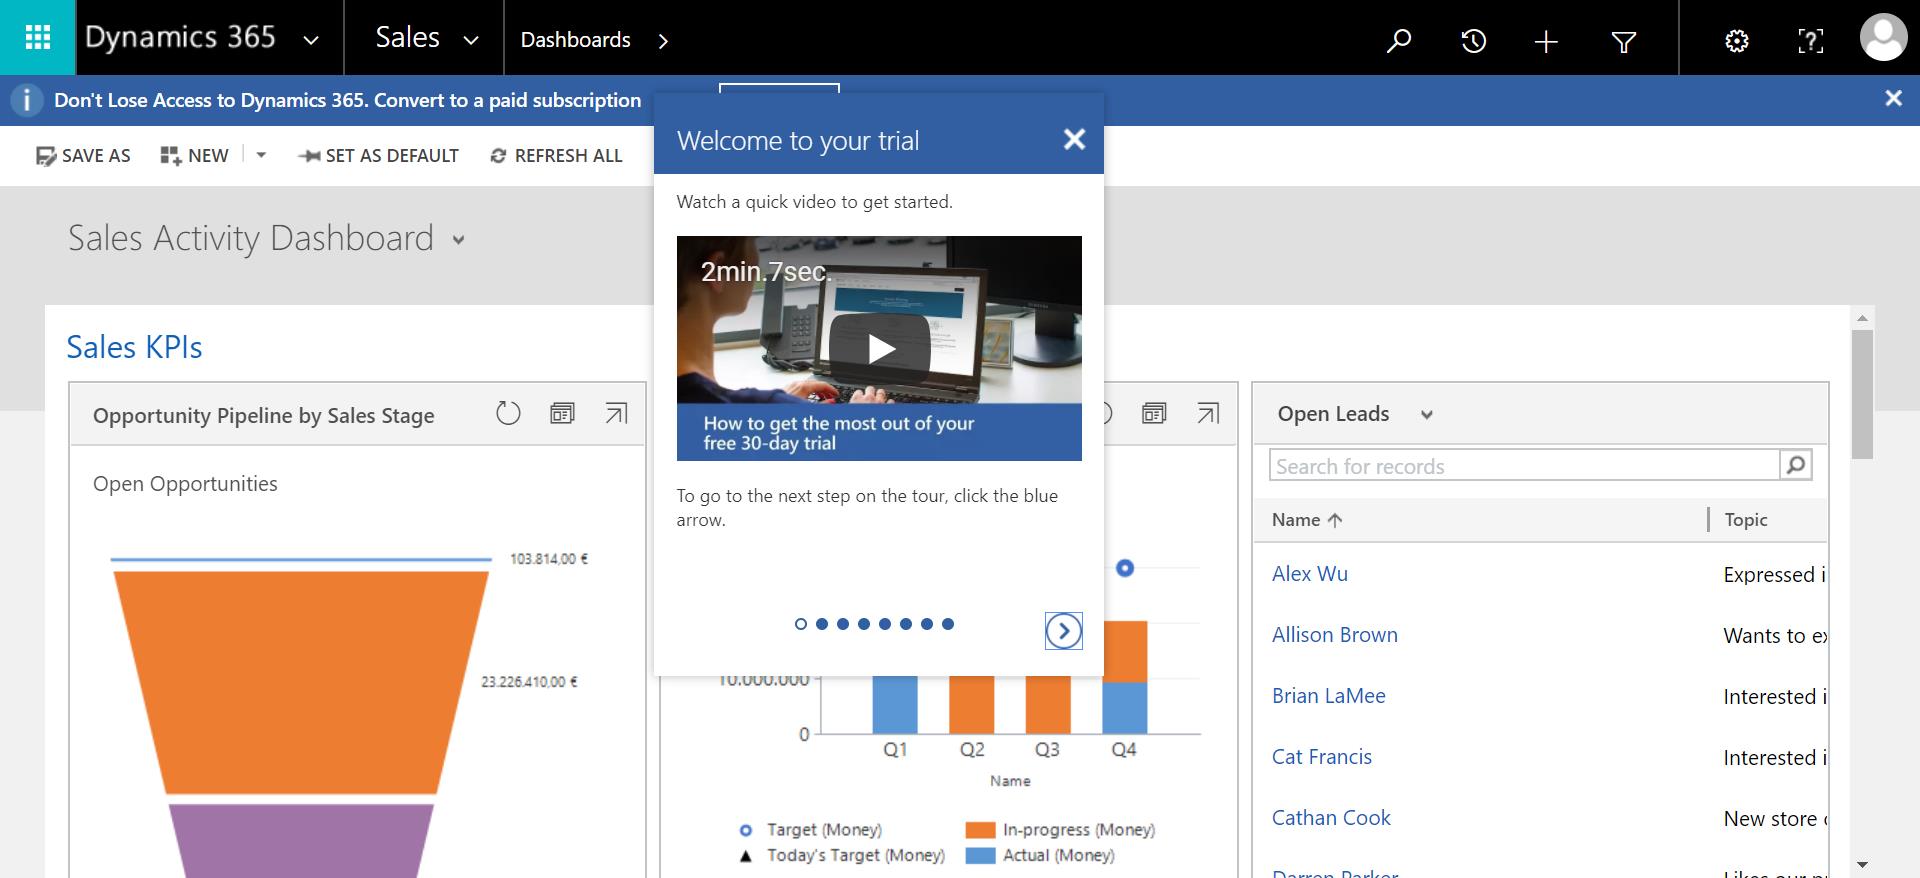 Dynamics 365
Sales
Dashboards
Don't Lose Access to Dynamics 365. Convert to a paid subscription
SAVE AS
NEW
SET AS DEFAULT
REFRESH ALL
Welcome to your trial
Watch a quick video to get started.
2min.7sec.
How to get the most out of your
free 30-day trial
To go to the next step on the tour, click the blue
arrow.
Sales Activity Dashboard
Sales KPIs
Opportunity Pipeline by Sales Stage
Open Opportunities
103.814,00 €
23.226.410,00 €
10.000.000
0
Q1 Q2 Q3 Q4
Name
Target (Money) In-progress (Money)
Today's Target (Money) Actual (Money)
Open Leads
Search for records
Name Topic
Alex Wu Expressed i
Allison Brown Wants to
Brian LaMee Interested i
Cat Francis Interested i
Cathan Cook New store
Darren Parker Likes our